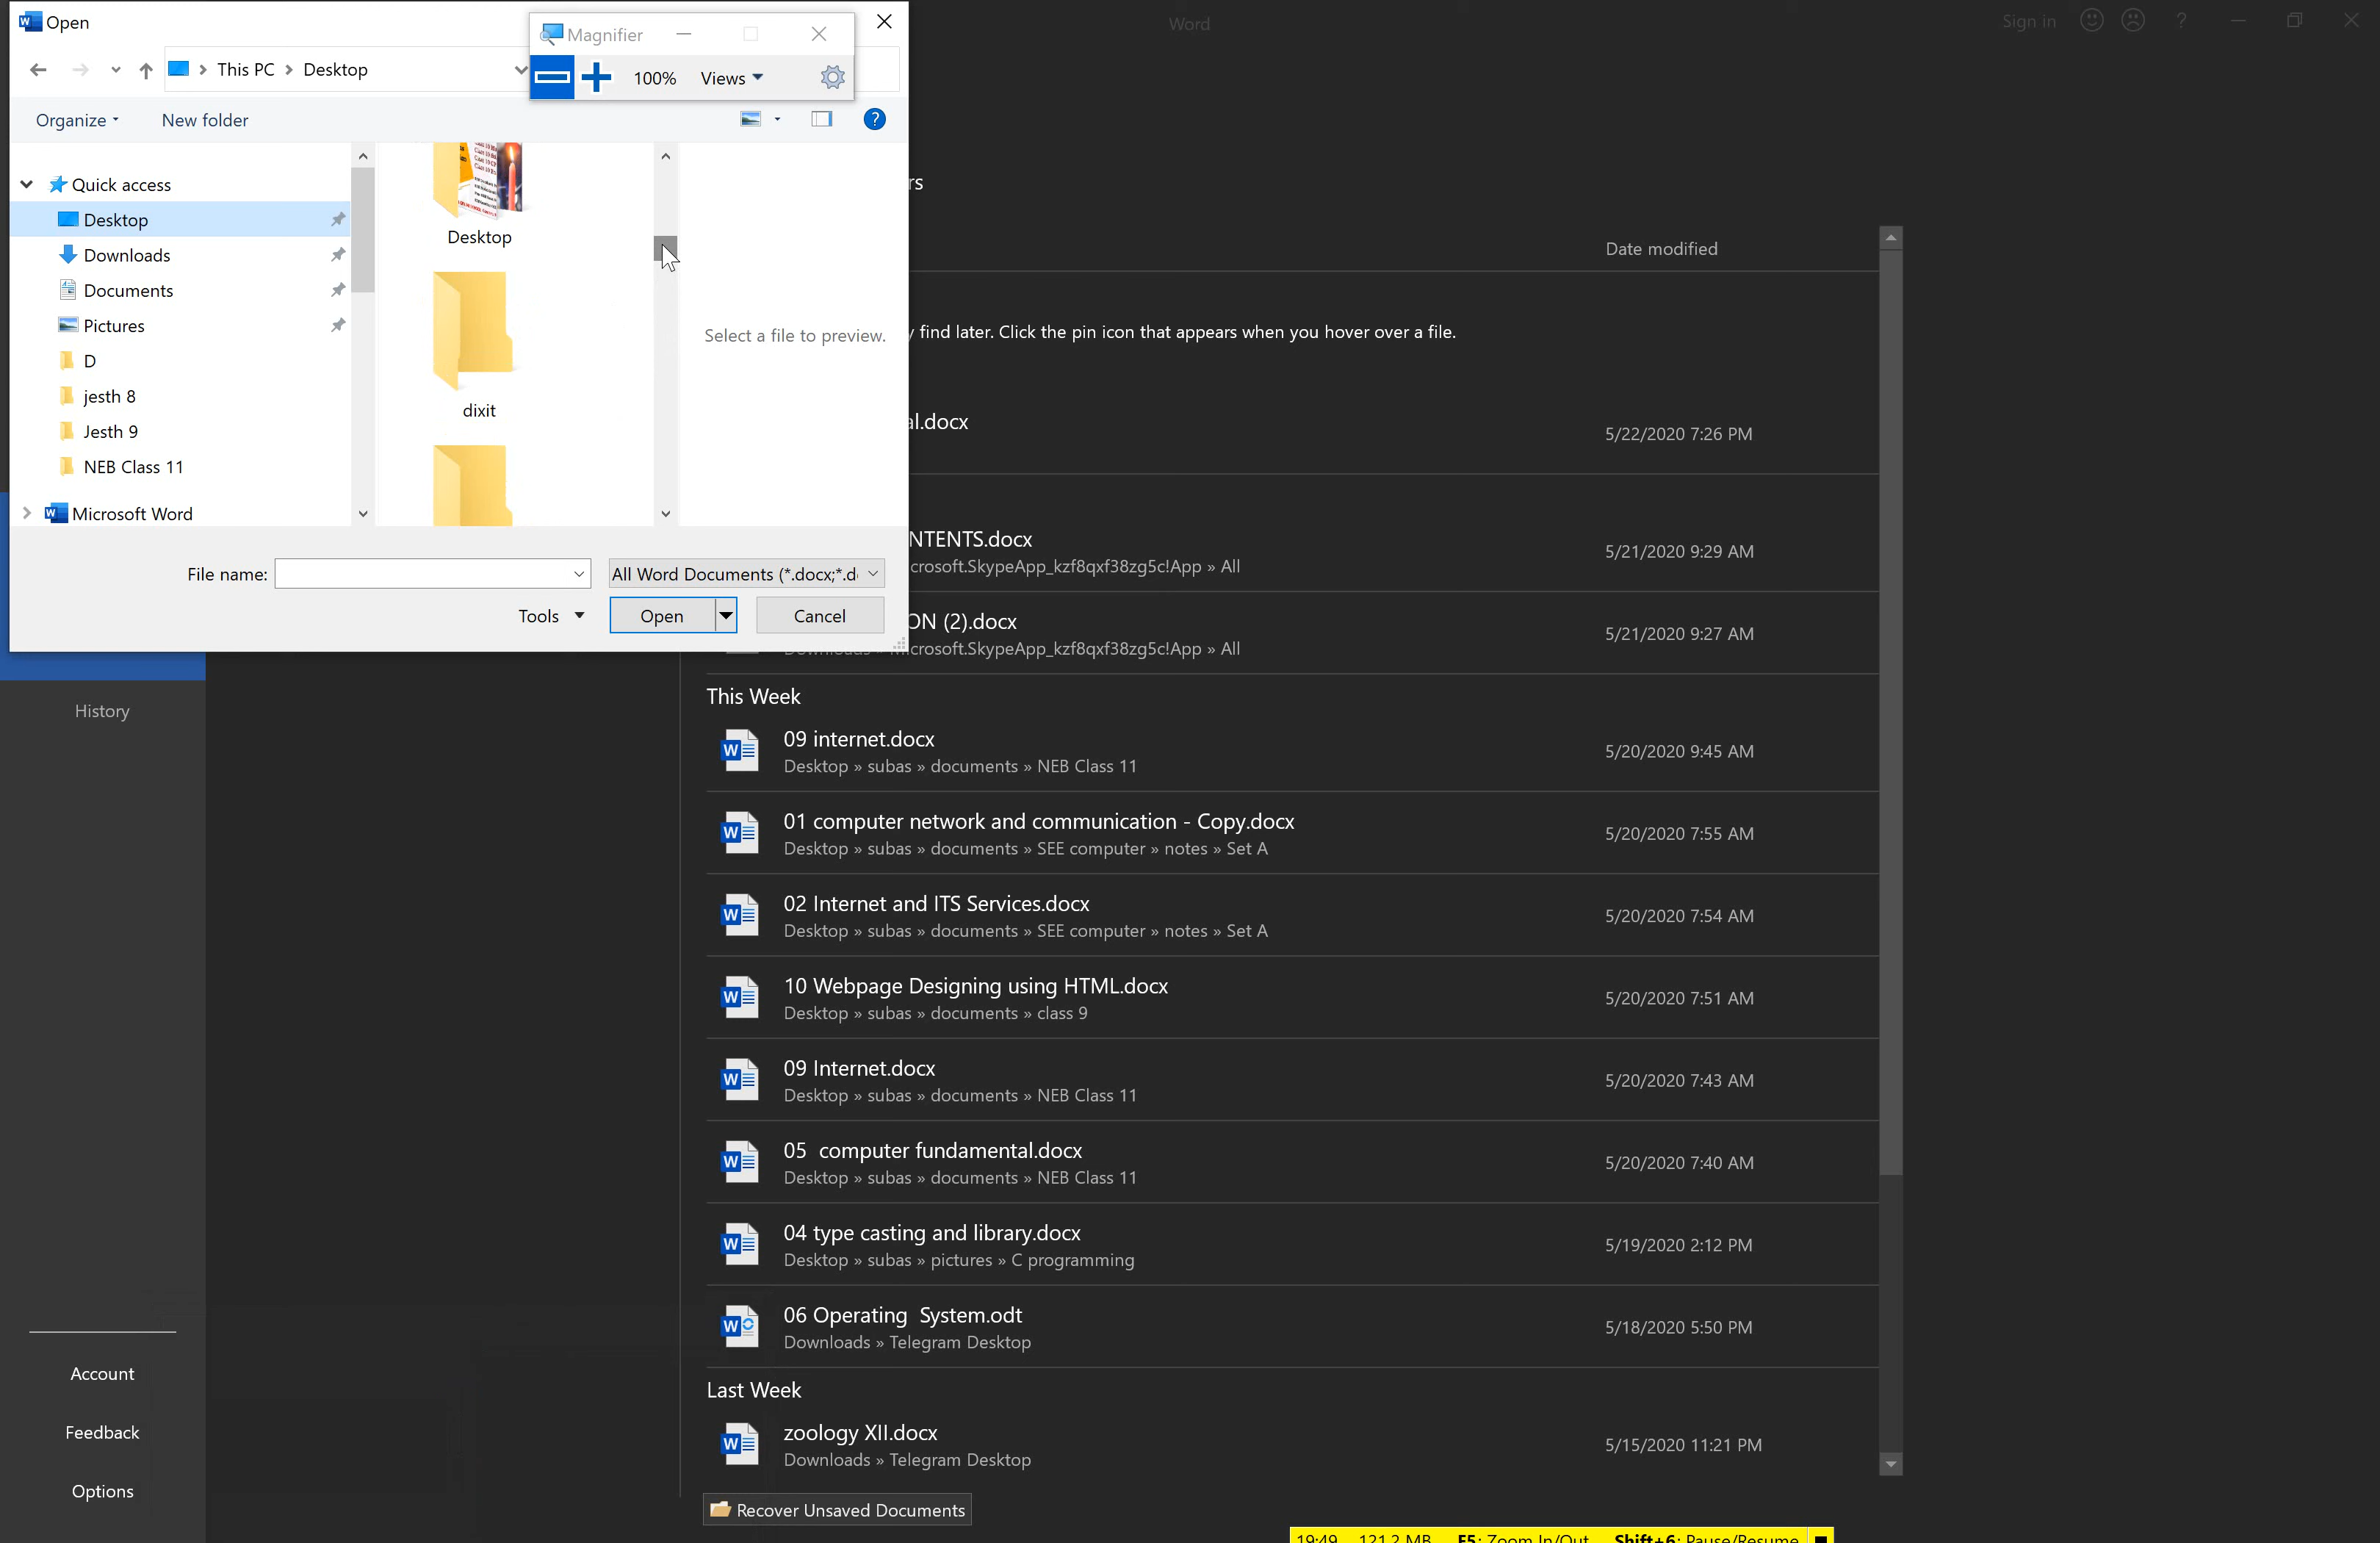 Open
Magnifier
Word
Sign in
This PC > Desktop
100%
Views
Organize
New folder
Quick access
Desktop
Downloads
Documents
Pictures
D
jesth 8
Jesth 9
NEB Class 11
Microsoft Word
Desktop
dixit
Select a file to preview.
File name:
All Word Documents (*.docx;*.d
Tools
Open
Cancel
rs
Date modified
find later. Click the pin icon that appears when you hover over a file.
al.docx
5/22/2020 7:26 PM
NTENTS.docx
crosoft.SkypeApp_kzf8qxf38zg5c!App » All
5/21/2020 9:29 AM
ON (2).docx
crosoft.SkypeApp_kzf8qxf38zg5c!App » All
5/21/2020 9:27 AM
History
This Week
09 internet.docx
Desktop » subas » documents » NEB Class 11
5/20/2020 9:45 AM
01 computer network and communication - Copy.docx
Desktop » subas » documents » SEE computer » notes » Set A
5/20/2020 7:55 AM
02 Internet and ITS Services.docx
Desktop » subas » documents » SEE computer » notes » Set A
5/20/2020 7:54 AM
10 Webpage Designing using HTML.docx
Desktop » subas » documents » class 9
5/20/2020 7:51 AM
09 Internet.docx
Desktop » subas » documents » NEB Class 11
5/20/2020 7:43 AM
05 computer fundamental.docx
Desktop » subas » documents » NEB Class 11
5/20/2020 7:40 AM
04 type casting and library.docx
Desktop » subas » pictures » C programming
5/19/2020 2:12 PM
06 Operating System.odt
Downloads » Telegram Desktop
5/18/2020 5:50 PM
Last Week
zoology XII.docx
Downloads » Telegram Desktop
5/15/2020 11:21 PM
Account
Feedback
Options
Recover Unsaved Documents
19:49 121.2 MB F5: Zoom In/Out Shift+6: Pause/Resume